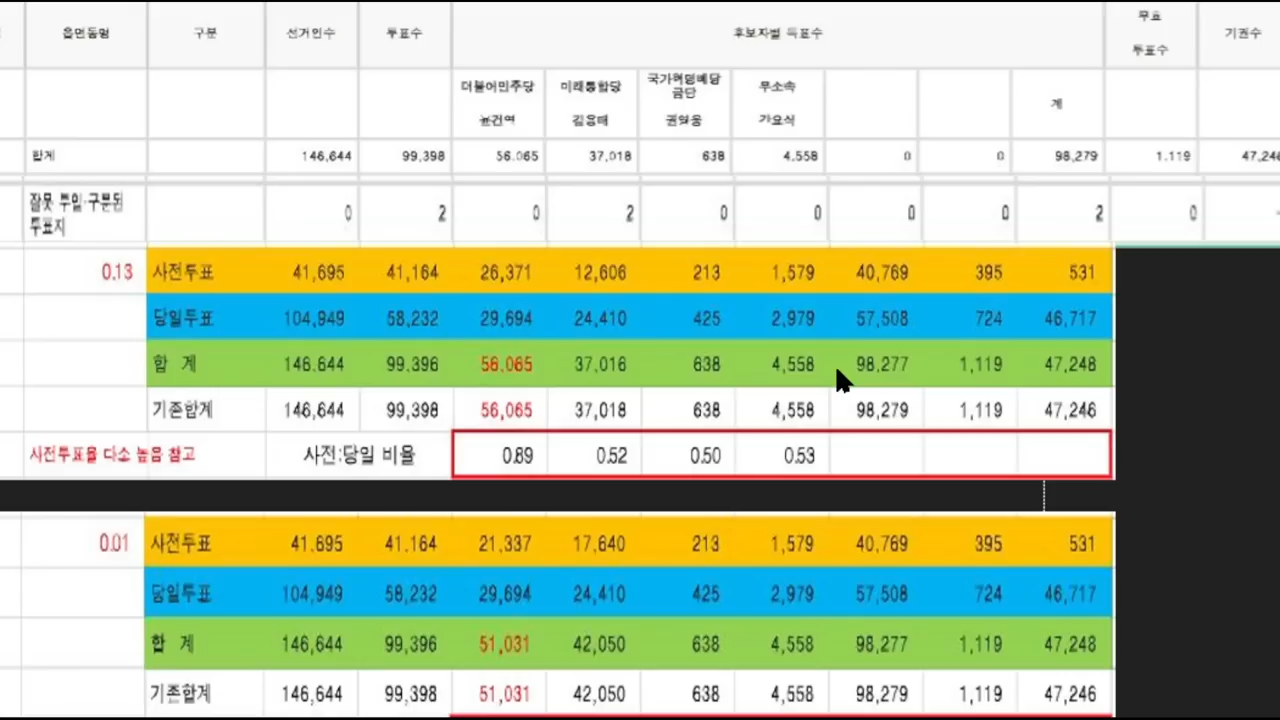 읍면동명 구분 선거인수 투표수 후보자별 득표수 무효 투표수 기권수
더불어민주당 미래통합당 국가혁명배당금당 무소속 계
윤건영 김용태 권영웅 강요식
합계 146,644 99,398 56,065 37,018 638 4,558 0 0 98,279 1,119
잘못 투입·구분된 투표지 0 2 0 2 0 0 0 0 2 0
0.13 사전투표 41,695 41,164 26,371 12,606 213 1,579 40,769 395 531
당일투표 104,949 58,232 29,694 24,410 425 2,979 57,508 724 46,717
합 계 146,644 99,396 56,065 37,016 638 4,558 98,277 1,119 47,248
기존합계 146,644 99,398 56,065 37,018 638 4,558 98,279 1,119 47,246
사전투표율 다소 높음 참고 사전:당일 비율 0.89 0.52 0.50 0.53
0.01 사전투표 41,695 41,164 21,337 17,640 213 1,579 40,769 395 531
당일투표 104,949 58,232 29,694 24,410 425 2,979 57,508 724 46,717
합 계 146,644 99,396 51,031 42,050 638 4,558 98,277 1,119 47,248
기존합계 146,644 99,398 51,031 42,050 638 4,558 98,279 1,119 47,246